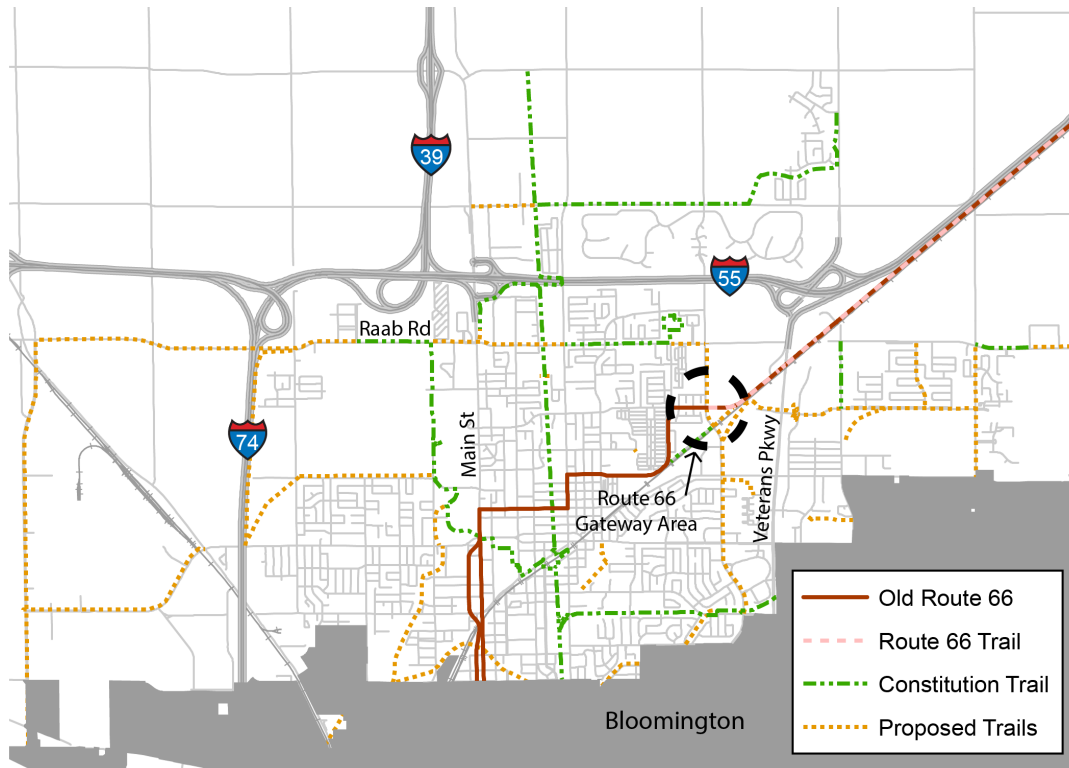 39
55
Raab Rd
74
Main St
Veterans Pkwy
Route 66
Gateway Area
Old Route 66
Route 66 Trail
Constitution Trail
Proposed Trails
Bloomington